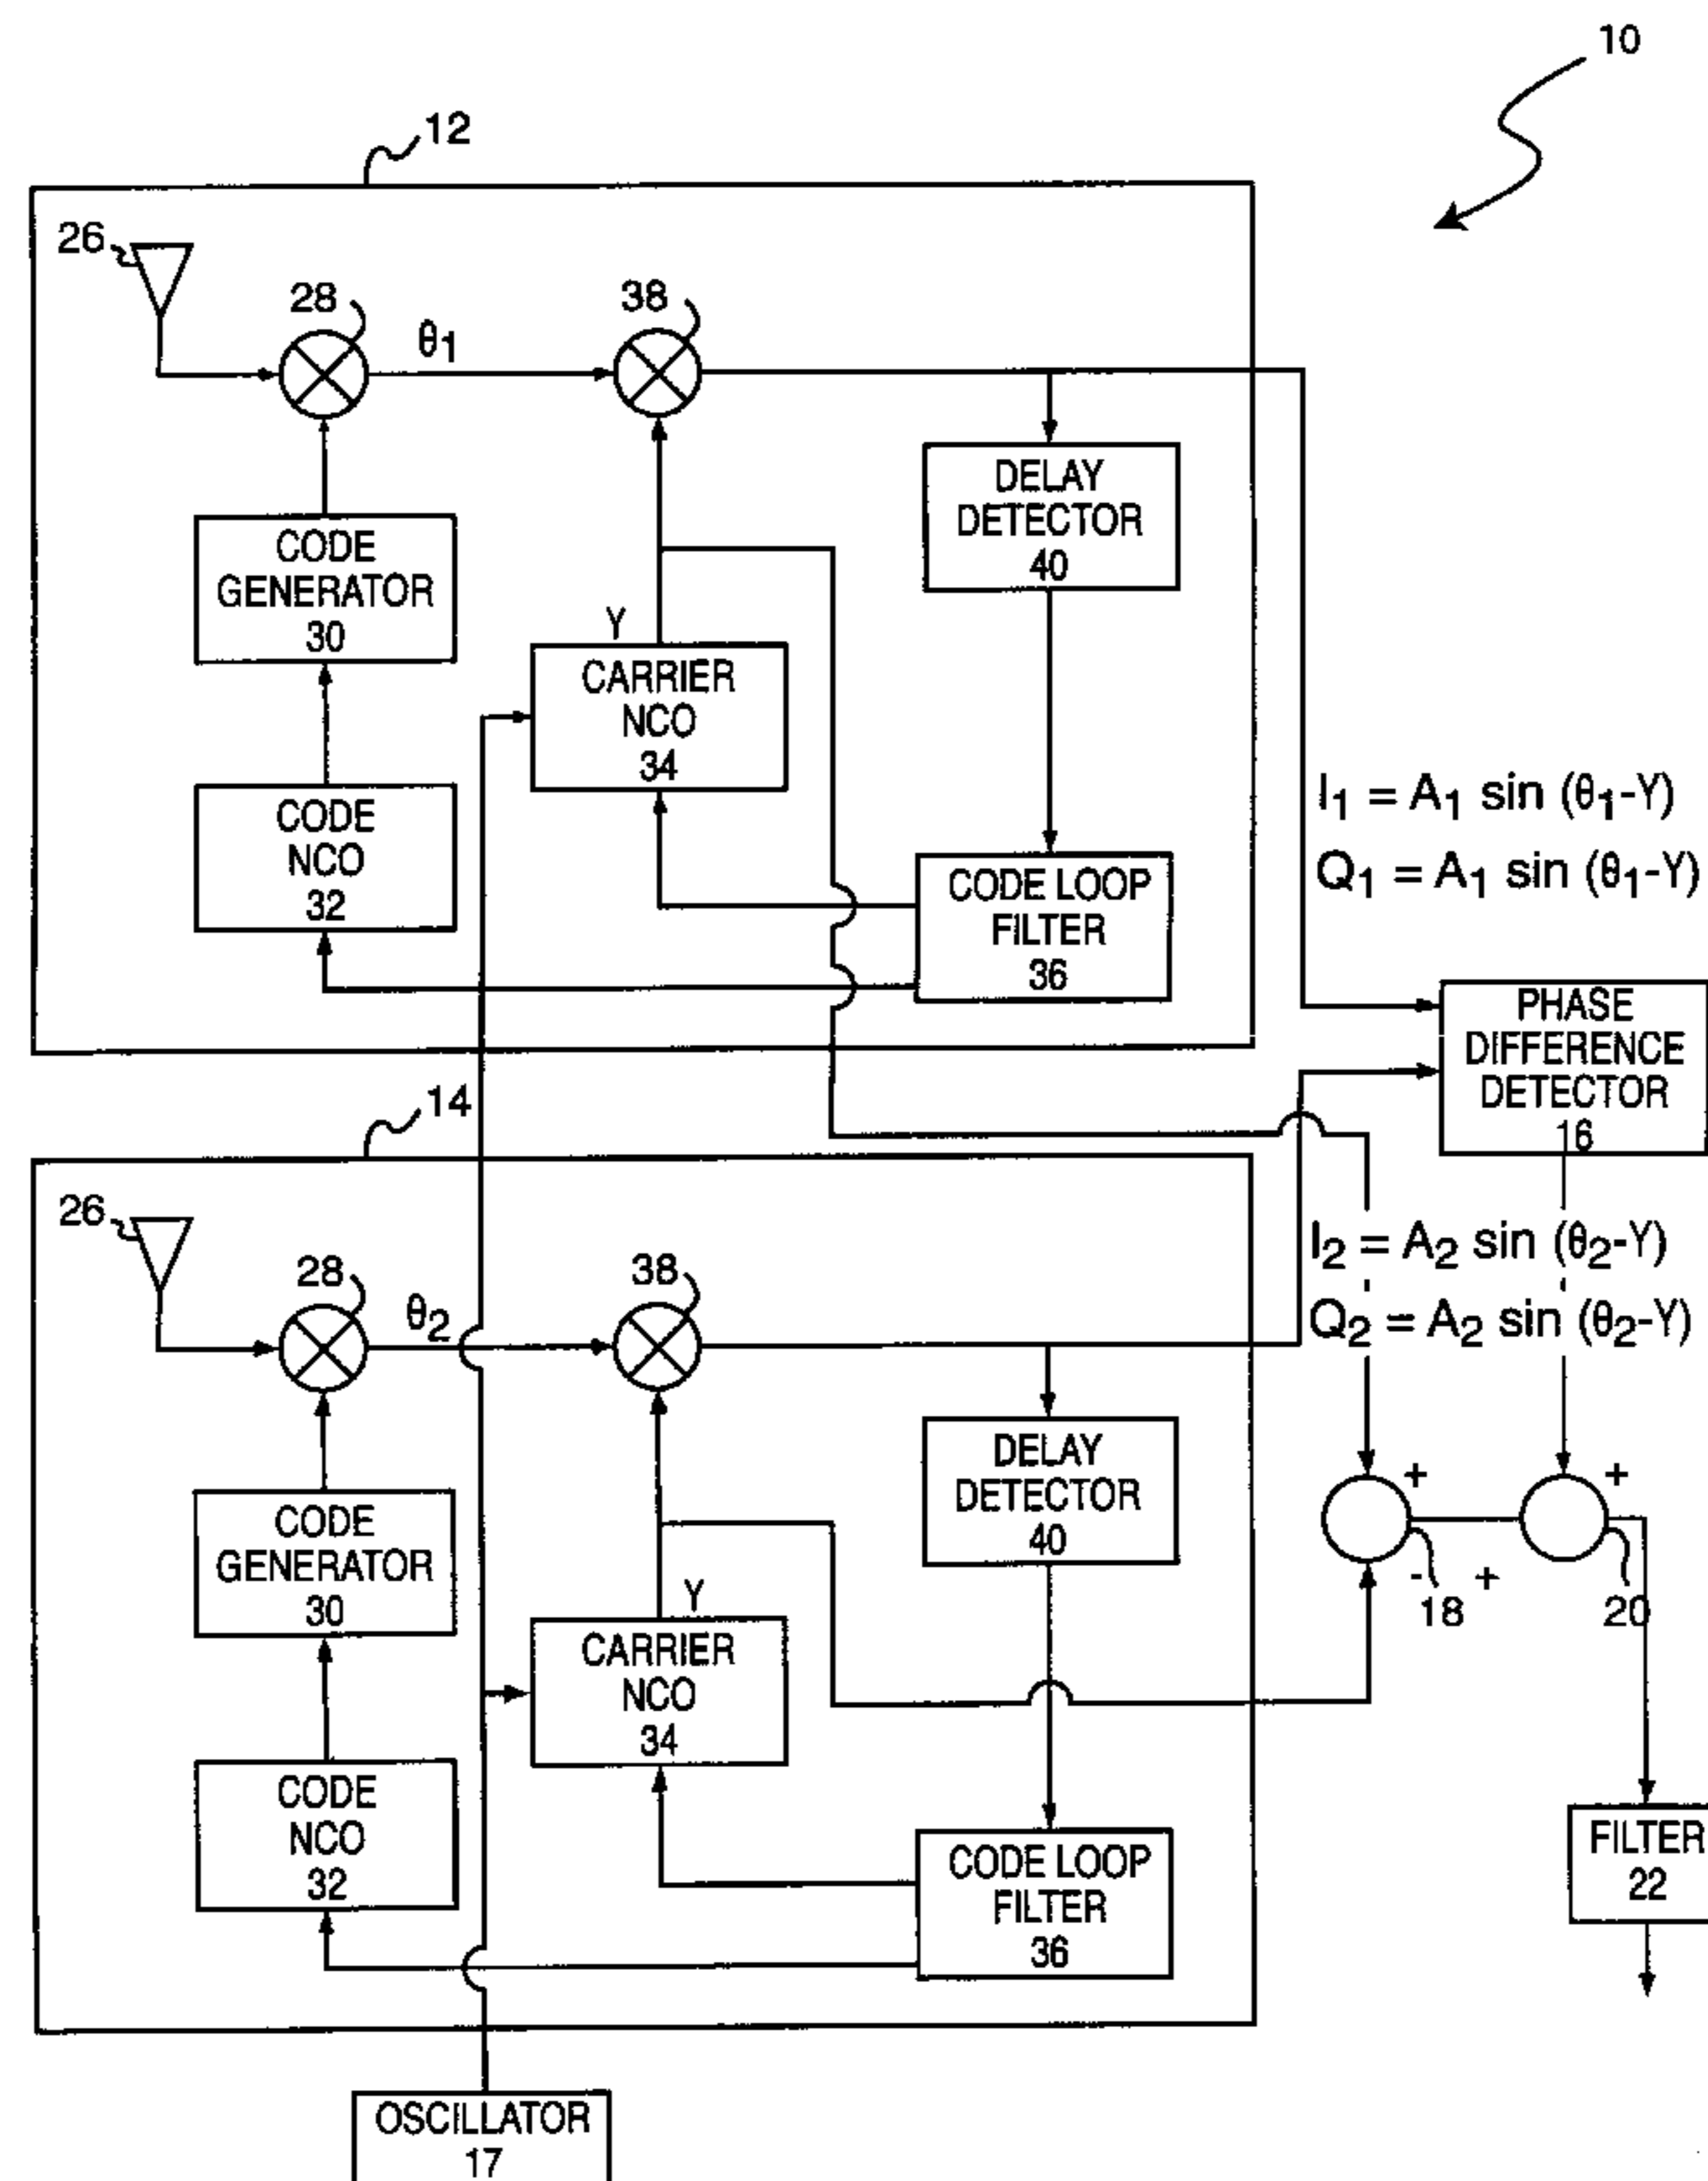 10
12
26
28
θ1
38
DELAY
DETECTOR
40
CODE
GENERATOR
30
Y
CARRIER
NCO
34
CODE
NCO
32
CODE LOOP
FILTER
36
I1 = A1 sin (θ1-Y)
Q1 = A1 sin (θ1-Y)
PHASE
DIFFERENCE
DETECTOR
16
14
26
28
θ2
38
I2 = A2 sin (θ2-Y)
Q2 = A2 sin (θ2-Y)
DELAY
DETECTOR
40
CODE
GENERATOR
30
Y
CARRIER
NCO
34
+
+
-
18
+
20
CODE
NCO
32
CODE LOOP
FILTER
36
FILTER
22
OSCILLATOR
17